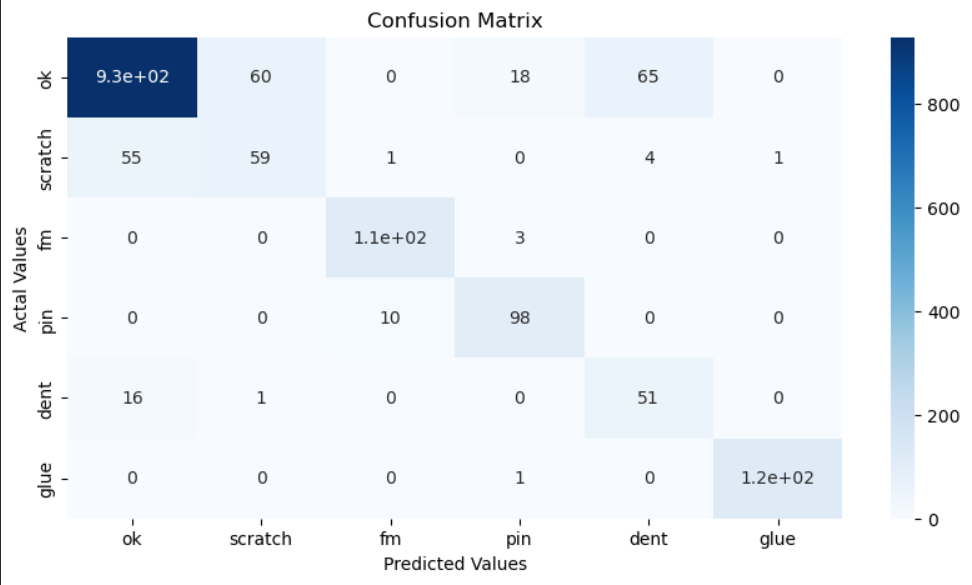 Confusion Matrix
ok 9.3e+02 60 0 18 65 0
scratch 55 59 1 0 4 1
fm 0 0 1.1e+02 3 0 0
pin 0 0 10 98 0 0
dent 16 1 0 0 51 0
glue 0 0 0 1 0 1.2e+02
ok scratch fm pin dent glue
Predicted Values
Actal Values
800
600
400
200
0